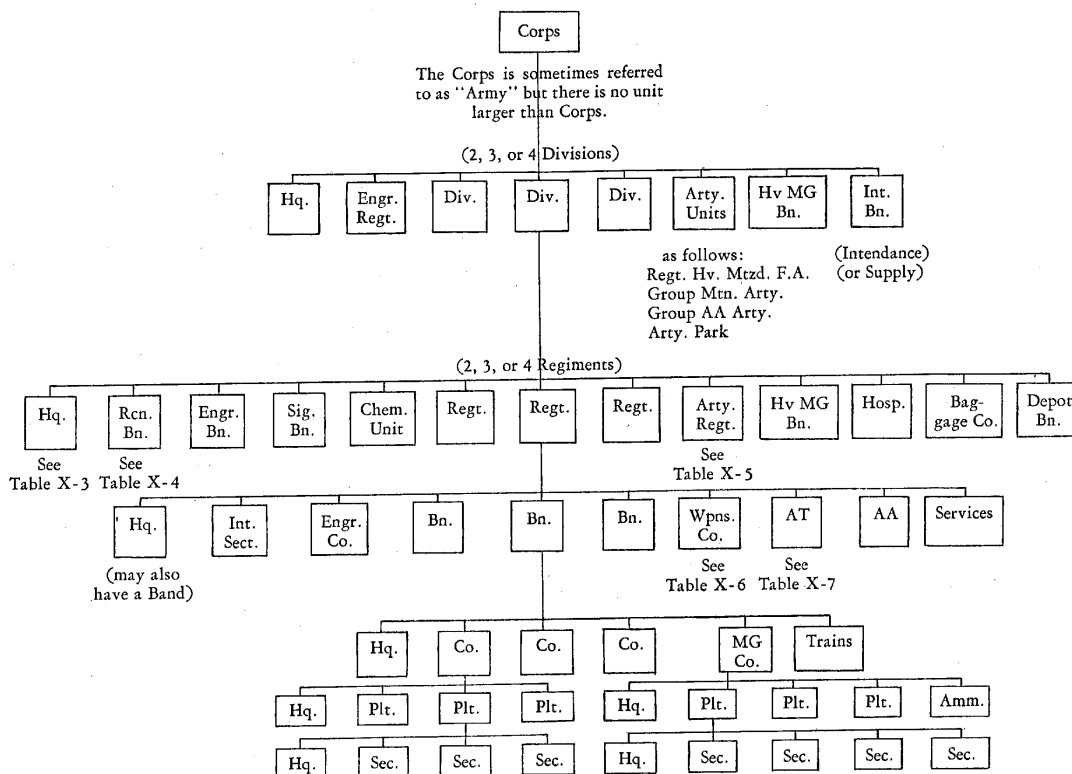 Corps
The Corps is sometimes referred
to as "Army" but there is no unit
larger than Corps.
(2, 3, or 4 Divisions)
Hq.
Engr.
Regt.
Div.
Div.
Div.
Arty.
Units
Hv MG
Bn.
Int.
Bn.
as follows:
Regt. Hv. Mtzd. F.A.
Group Mtn. Arty.
Group AA Arty.
Arty. Park
(Intendance)
(or Supply)
(2, 3, or 4 Regiments)
Hq.
Rcn.
Bn.
Engr.
Bn.
Sig.
Bn.
Chem.
Unit
Regt.
Regt.
Regt.
Arty.
Regt.
Hv MG
Bn.
Hosp.
Bag-
gage Co.
Depot
Bn.
See
Table X-3
See
Table X-4
See
Table X-5
Hq.
Int.
Sect.
Engr.
Co.
Bn.
Bn.
Bn.
Wpns.
Co.
AT
AA
Services
(may also
have a Band)
See
Table X-6
See
Table X-7
Hq.
Co.
Co.
Co.
MG
Co.
Trains
Hq.
Plt.
Plt.
Plt.
Hq.
Plt.
Plt.
Plt.
Amm.
Hq.
Sec.
Sec.
Sec.
Hq.
Sec.
Sec.
Sec.
Sec.